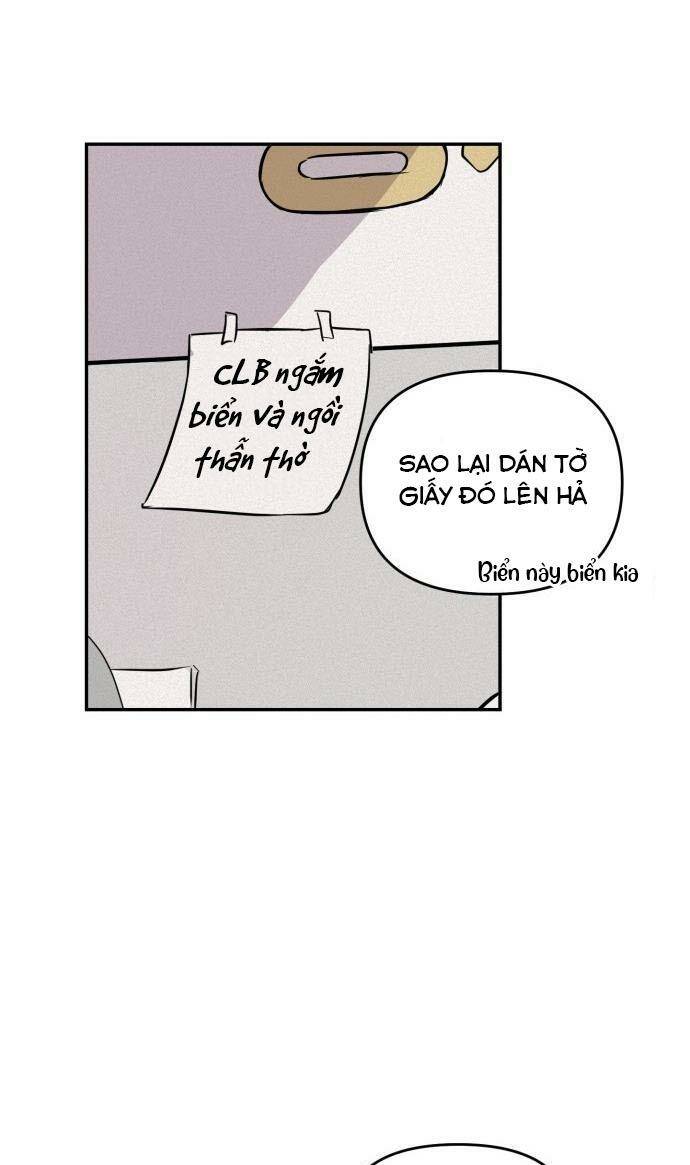 CLB ngắm
biển và ngồi
thẫn thờ
SAO LẠI DÁN TỜ
GIẤY ĐÓ LÊN HẢ
Biển này,biển kia